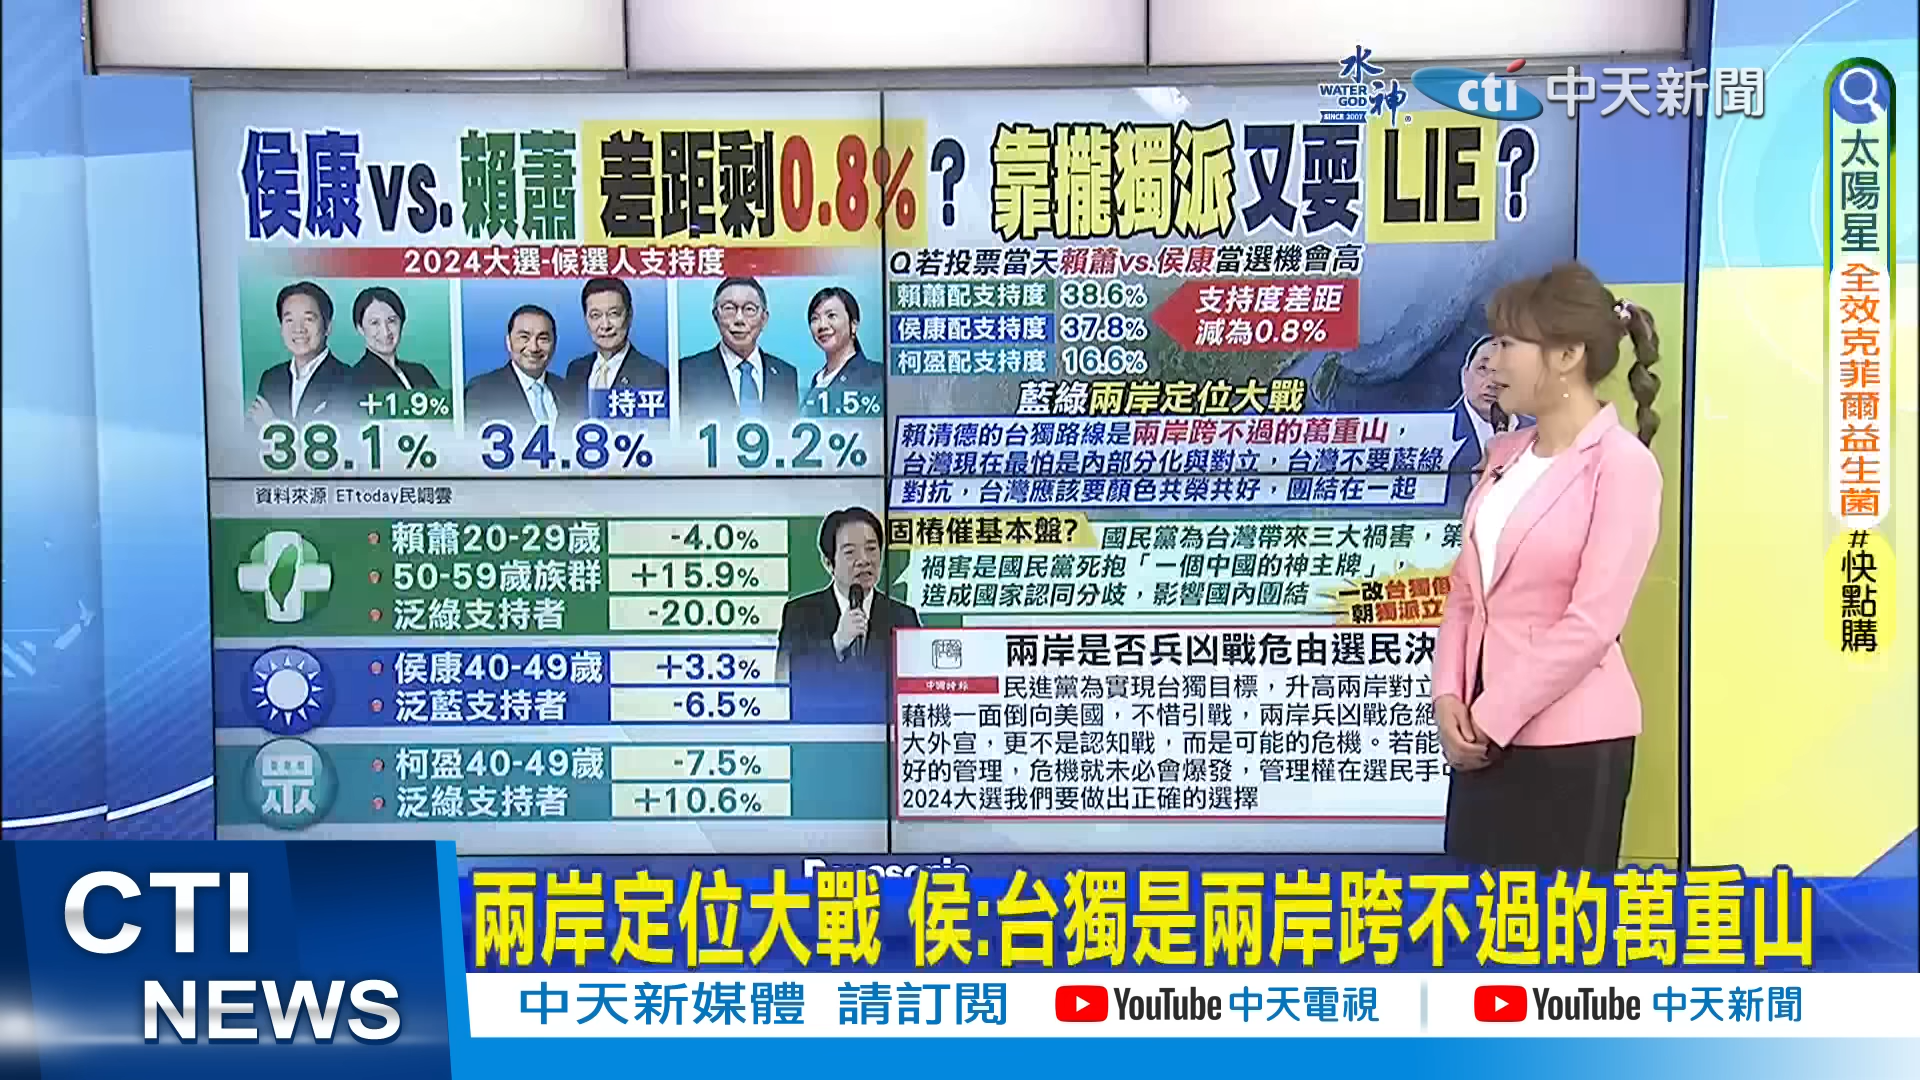 水神
WATER GOD
SINCE 2007
cti 中天新聞
太陽星
全效克菲爾益生菌
#快點購
侯康vs.賴蕭 差距剩0.8%? 靠攏獨派又耍LIE?
2024大選-候選人支持度
+1.9% 持平 -1.5%
38.1% 34.8% 19.2%
資料來源 ETtoday民調雲
賴蕭20-29歲 -4.0%
50-59歲族群 +15.9%
泛綠支持者 -20.0%
侯康40-49歲 +3.3%
泛藍支持者 -6.5%
眾
柯盈40-49歲 -7.5%
泛綠支持者 +10.6%
Q若投票當天賴蕭vs.侯康當選機會高
賴蕭配支持度 38.6%
侯康配支持度 37.8%
柯盈配支持度 16.6%
支持度差距
減為0.8%
藍綠兩岸定位大戰
賴清德的台獨路線是兩岸跨不過的萬重山,
台灣現在最怕是內部分化與對立,台灣不要藍綠
對抗,台灣應該要顏色共榮共好,團結在一起
固樁催基本盤?
國民黨為台灣帶來三大禍害,第
禍害是國民黨死抱「一個中國的神主牌」,
造成國家認同分歧,影響國內團結
一改台獨
朝獨派立
社論
中國時報
兩岸是否兵凶戰危由選民決
民進黨為實現台獨目標,升高兩岸對立
藉機一面倒向美國,不惜引戰,兩岸兵凶戰危絕
大外宣,更不是認知戰,而是可能的危機。若能
好的管理,危機就未必會爆發,管理權在選民手中
2024大選我們要做出正確的選擇
Panasonic
CTI NEWS
兩岸定位大戰 侯:台獨是兩岸跨不過的萬重山
中天新媒體 請訂閱 YouTube 中天電視 | YouTube 中天新聞